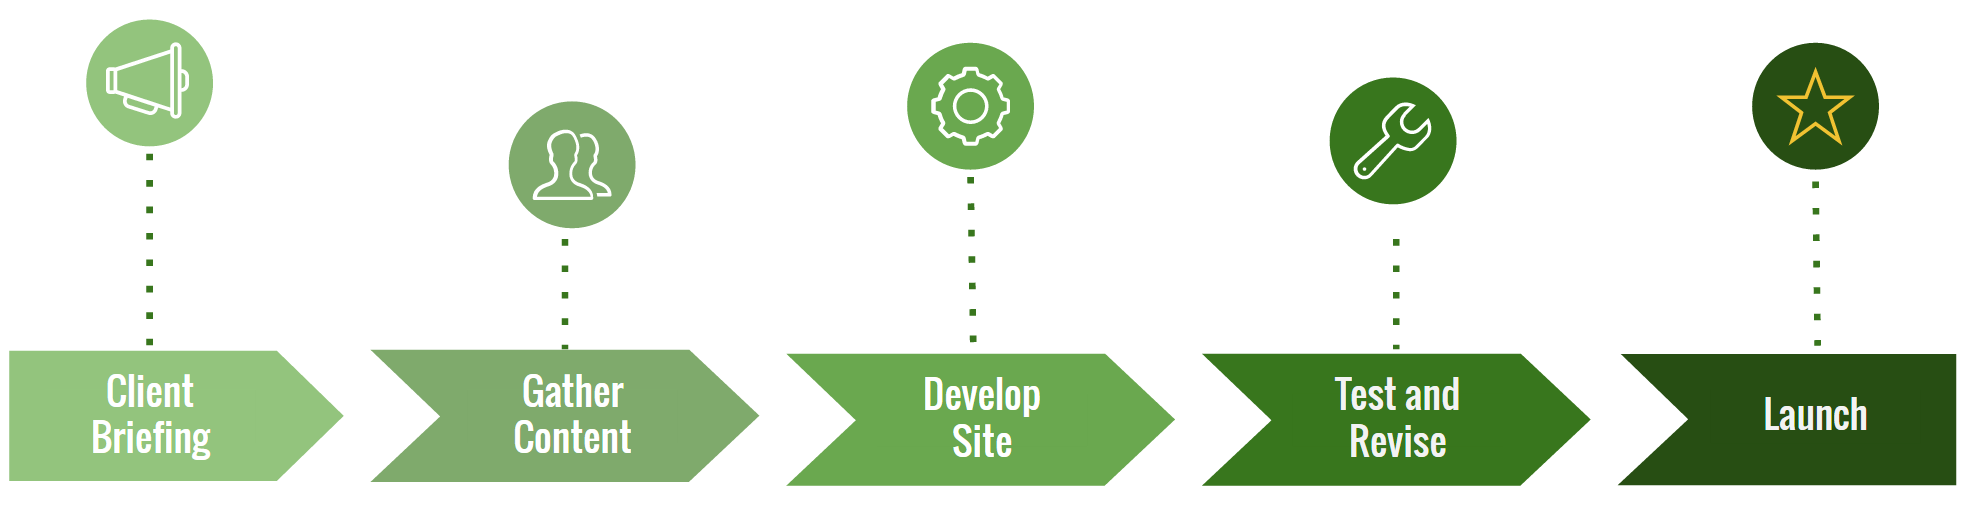 Client
Briefing
Gather
Content
Develop
Site
Test and
Revise
Launch